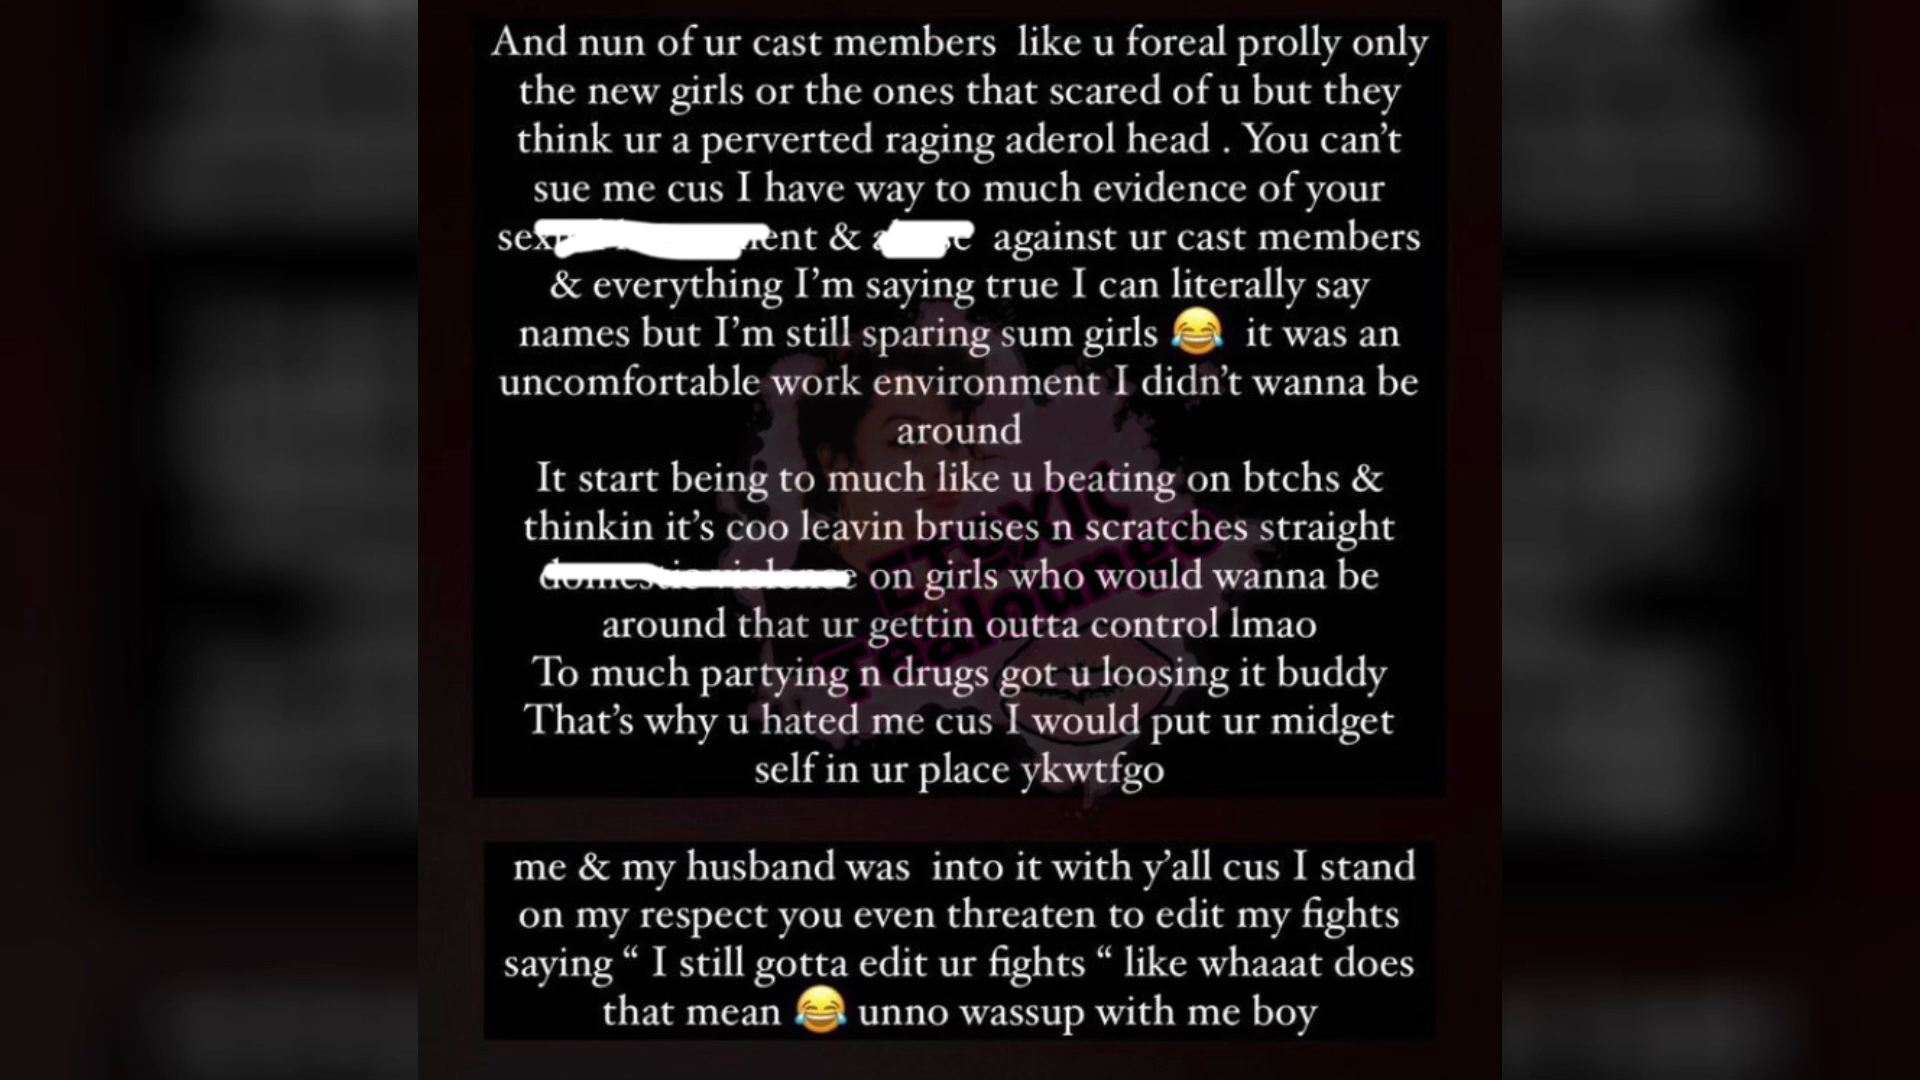 And nun of ur cast members like u foreal prolly only
the new girls or the ones that scared of u but they
think ur a perverted raging aderol head . You can't
sue me cus I have way to much evidence of your
& against ur cast members
& everything I'm saying true I can literally say
names but I'm still sparing sum girls 😂 it was an
uncomfortable work environment I didn't wanna be
around
It start being to much like u beating on btchs &
thinkin it's coo leavin bruises n scratches straight
domestic violence on girls who would wanna be
around that ur gettin outta control lmao
To much partying n drugs got u loosing it buddy
That's why u hated me cus I would put ur midget
self in ur place ykwtfgo
me & my husband was into it with y'all cus I stand
on my respect you even threaten to edit my fights
saying “ I still gotta edit ur fights “ like whaaat does
that mean 😂 unno wassup with me boy